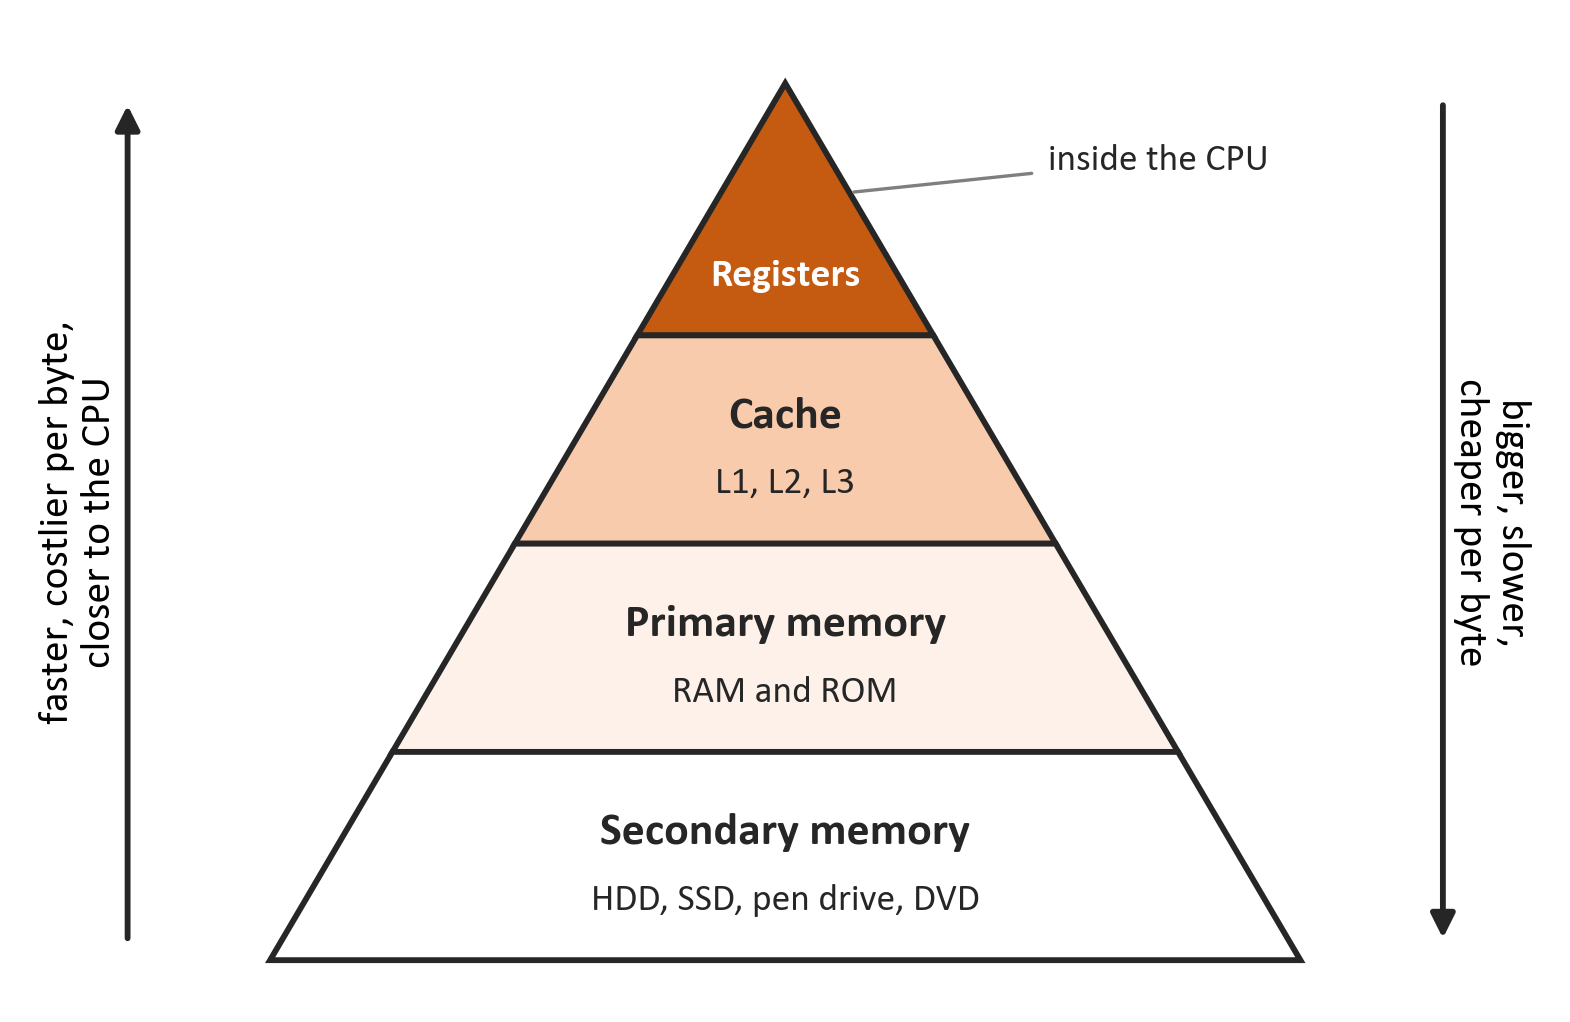 inside the CPU
Registers
Cache
L1, L2, L3
Primary memory
RAM and ROM
Secondary memory
HDD, SSD, pen drive, DVD
faster, costlier per byte,
closer to the CPU
bigger, slower,
cheaper per byte